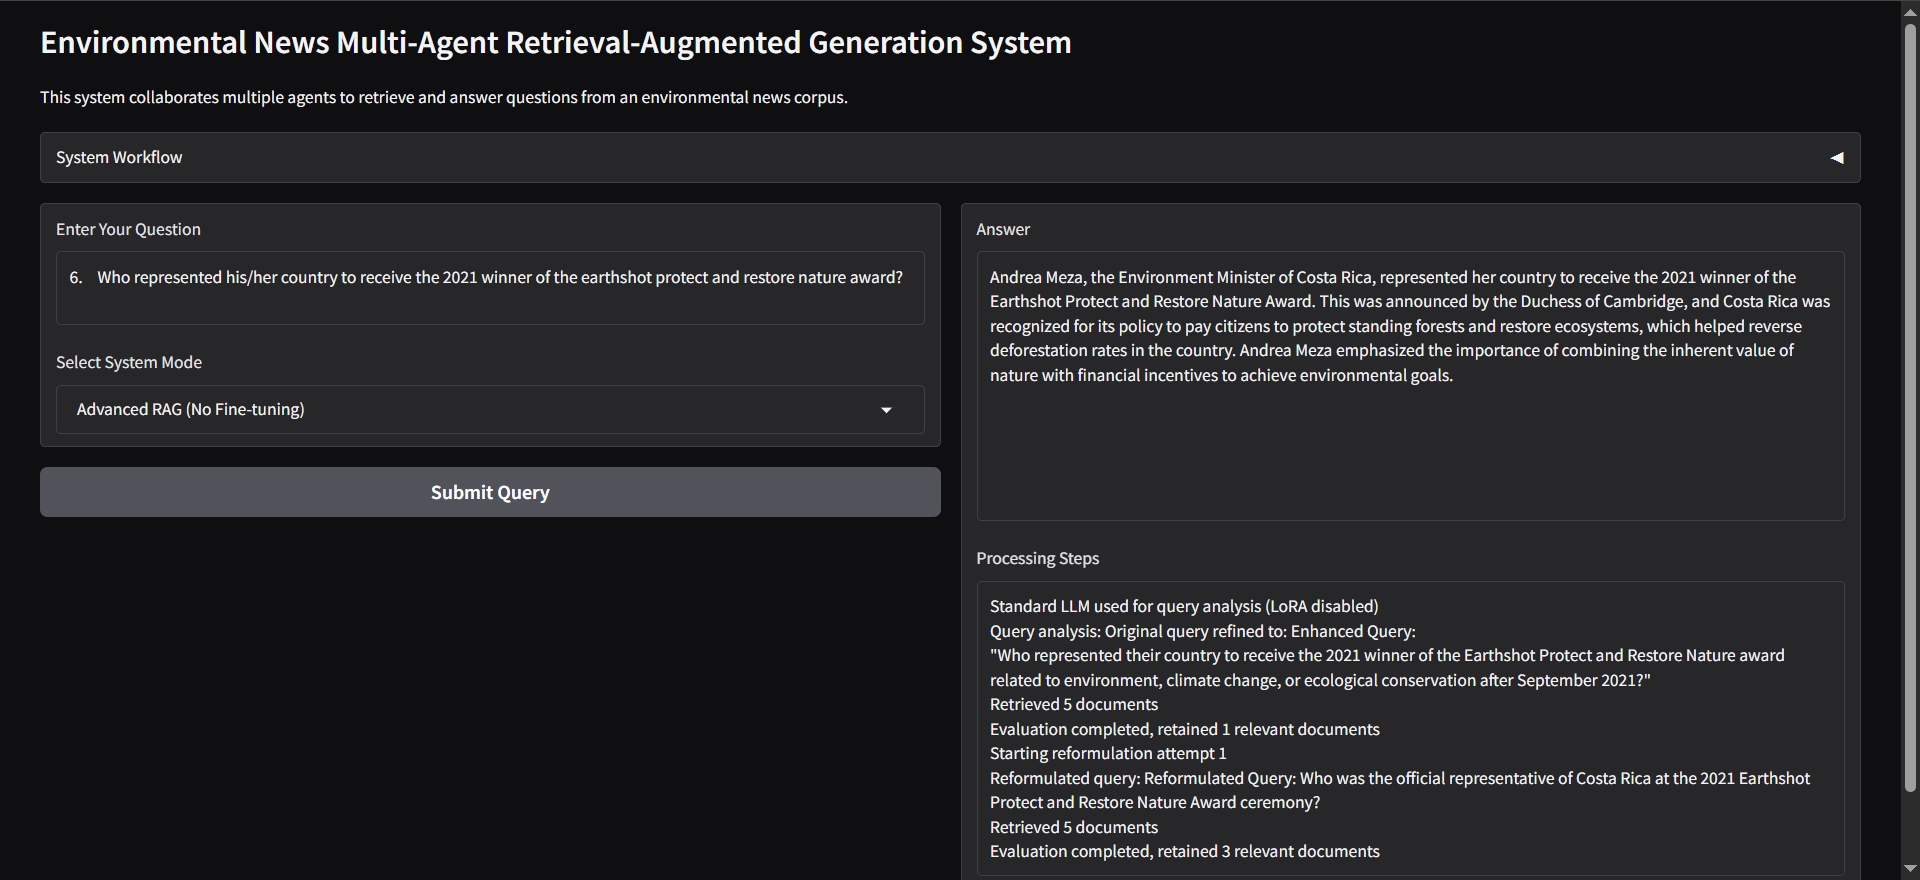 Environmental News Multi-Agent Retrieval-Augmented Generation System
This system collaborates multiple agents to retrieve and answer questions from an environmental news corpus.
System Workflow
Enter Your Question
6. Who represented his/her country to receive the 2021 winner of the earthshot protect and restore nature award?
Select System Mode
Advanced RAG (No Fine-tuning)
Submit Query
Answer
Andrea Meza, the Environment Minister of Costa Rica, represented her country to receive the 2021 winner of the
Earthshot Protect and Restore Nature Award. This was announced by the Duchess of Cambridge, and Costa Rica was
recognized for its policy to pay citizens to protect standing forests and restore ecosystems, which helped reverse
deforestation rates in the country. Andrea Meza emphasized the importance of combining the inherent value of
nature with financial incentives to achieve environmental goals.
Processing Steps
Standard LLM used for query analysis (LoRA disabled)
Query analysis: Original query refined to: Enhanced Query:
"Who represented their country to receive the 2021 winner of the Earthshot Protect and Restore Nature award
related to environment, climate change, or ecological conservation after September 2021?"
Retrieved 5 documents
Evaluation completed, retained 1 relevant documents
Starting reformulation attempt 1
Reformulated query: Reformulated Query: Who was the official representative of Costa Rica at the 2021 Earthshot
Protect and Restore Nature Award ceremony?
Retrieved 5 documents
Evaluation completed, retained 3 relevant documents